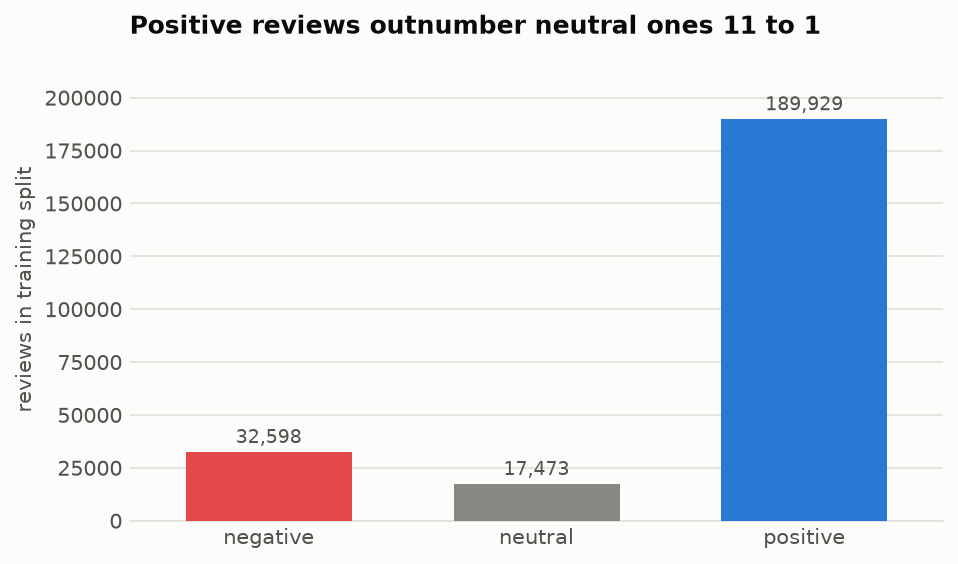 Positive reviews outnumber neutral ones 11 to 1
reviews in training split
200000
175000
150000
125000
100000
75000
50000
25000
0
32,598
17,473
189,929
negative
neutral
positive